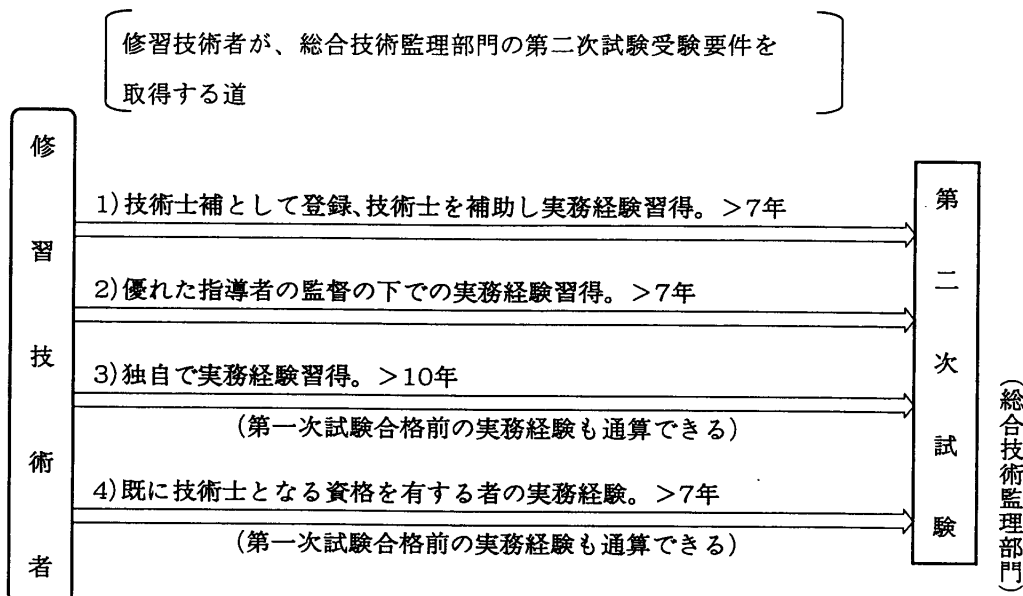 修習技術者が、総合技術監理部門の第二次試験受験要件を
取得する道
修習技術者
1)技術士補として登録、技術士を補助し実務経験習得。>7年
2)優れた指導者の監督の下での実務経験習得。>7年
3)独自で実務経験習得。>10年
(第一次試験合格前の実務経験も通算できる)
4)既に技術士となる資格を有する者の実務経験。>7年
(第一次試験合格前の実務経験も通算できる)
第二次試験
(総合技術監理部門)